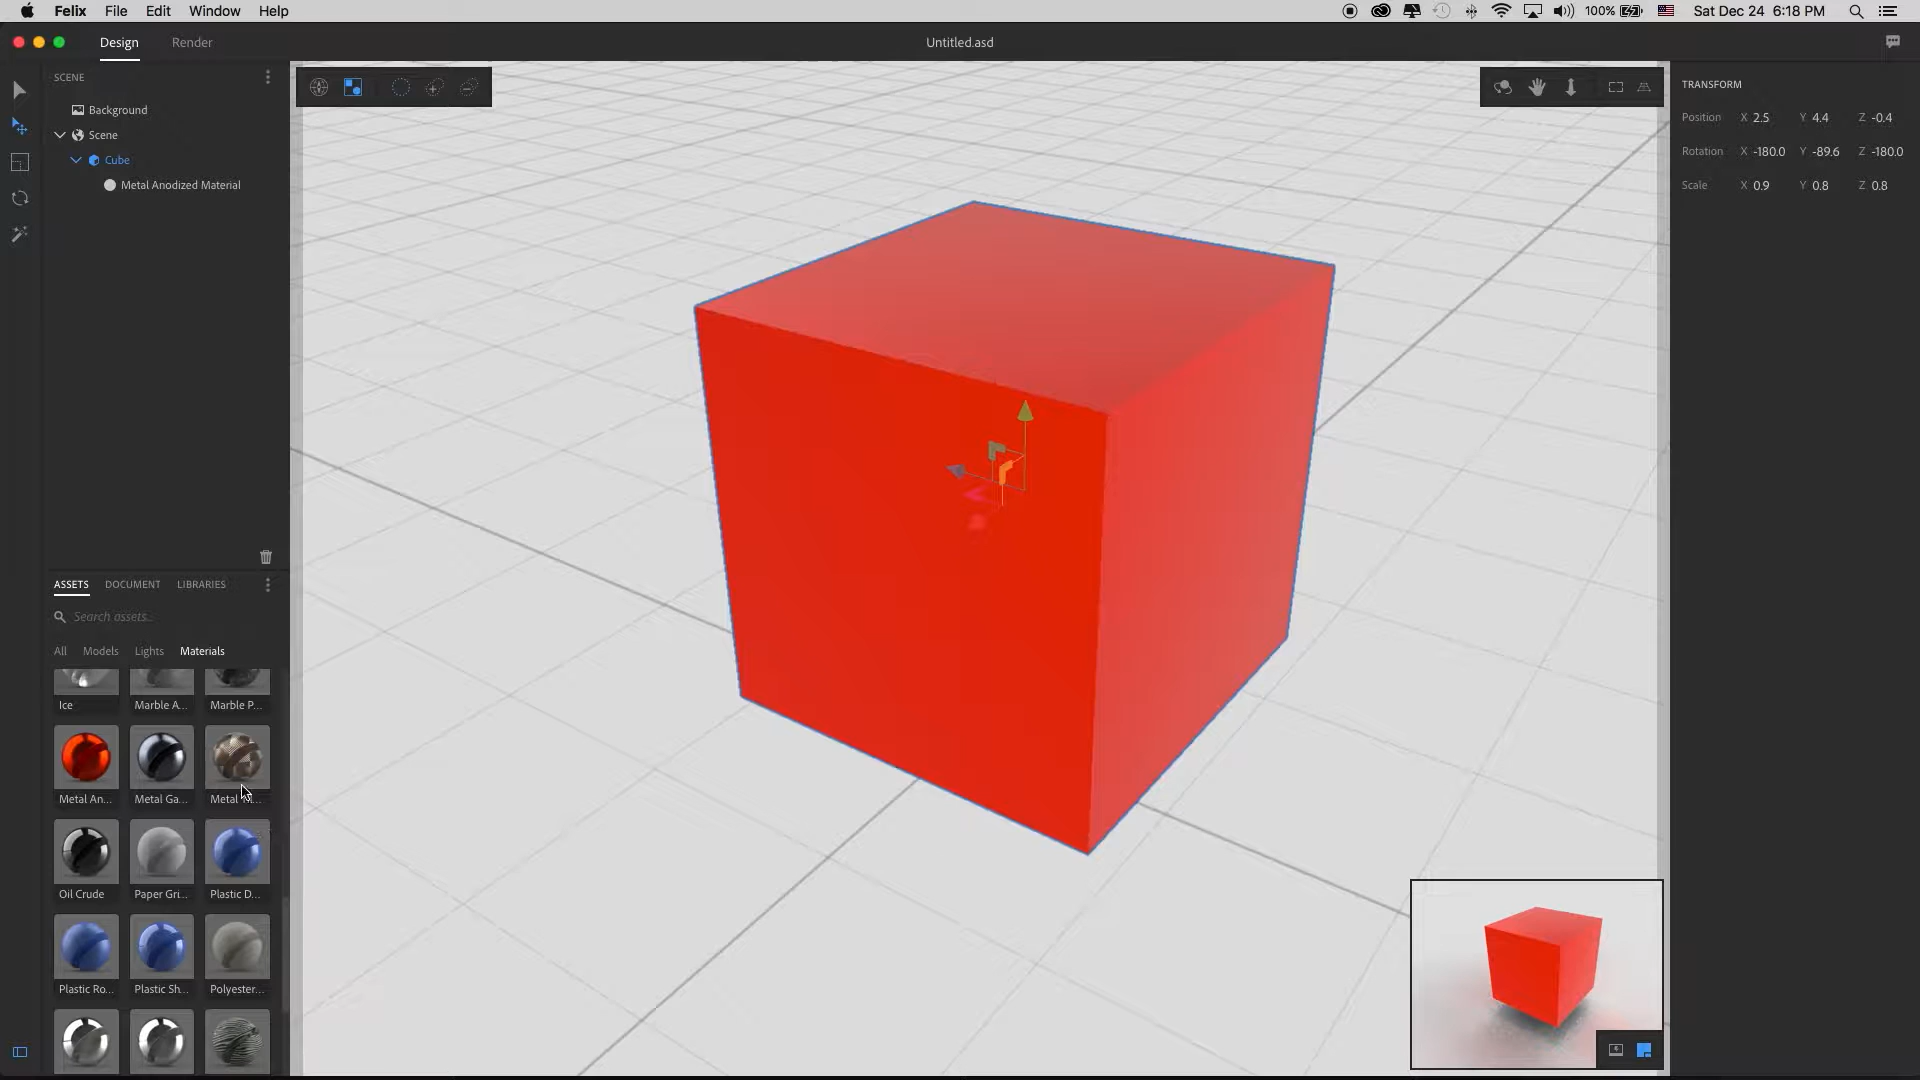 Felix File Edit Window Help 100% Sat Dec 24 6:18 PM
Design Render Untitled.asd
SCENE
Background
Scene
Cube
Metal Anodized Material
TRANSFORM
Position X 2.5 Y 4.4 Z -0.4
Rotation X -180.0 Y -89.6 Z -180.0
Scale X 0.9 Y 0.8 Z 0.8
ASSETS DOCUMENT LIBRARIES
Search assets...
All Models Lights Materials
Ice Marble A... Marble P...
Metal An... Metal Ga... Metal
Oil Crude Paper Gri... Plastic D...
Plastic Ro... Plastic Sh... Polyester...